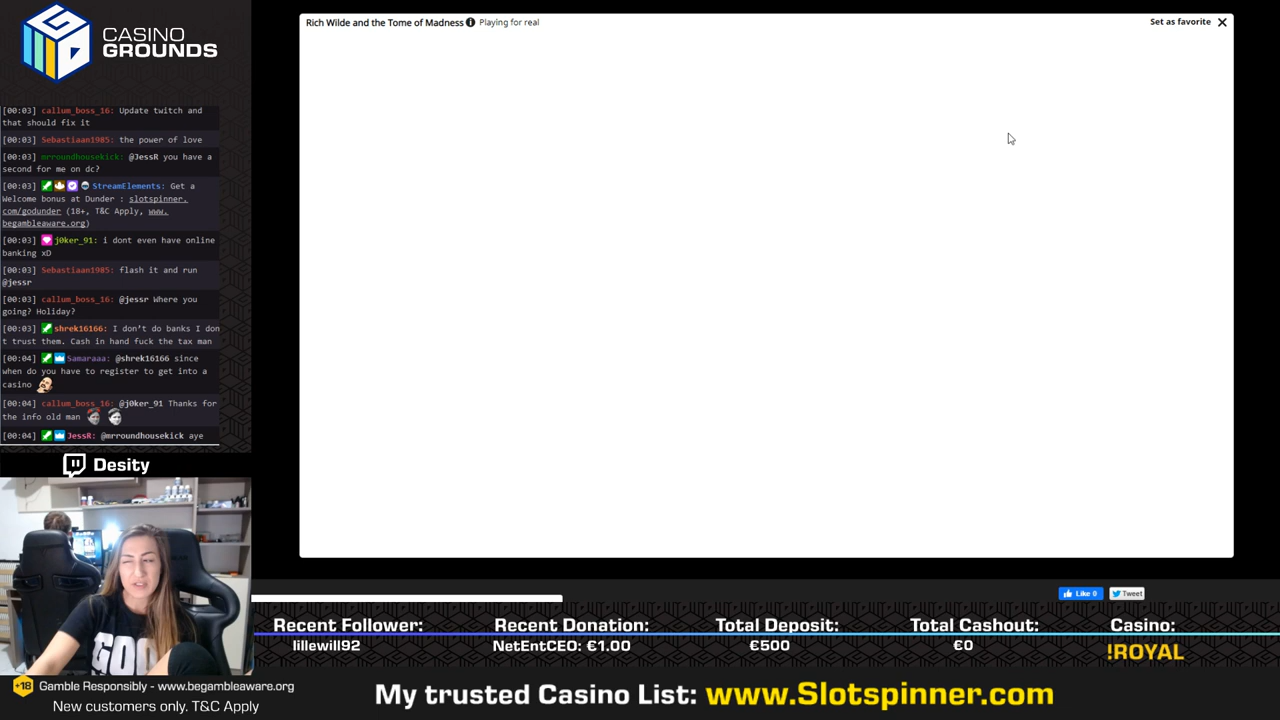 CASINO
GROUNDS
[00:03] callum_boss_16: Update twitch and
that should fix it
[00:03] Sebastiaan1985: the power of love
[00:03] mrroundhousekick: @JessR you have a
second for me on dc?
[00:03] StreamElements: Get a
Welcome bonus at Dunder : slotspinner.
com/godunder (18+, T&C Apply, www.
begambleaware.org)
[00:03] j0ker_91: i dont even have online
banking xD
[00:03] Sebastiaan1985: flash it and run
@jessr
[00:03] callum_boss_16: @jessr Where you
going? Holiday?
[00:03] shrek16166: I don't do banks I don
t trust them. Cash in hand fuck the tax man
[00:04] Samaraaa: @shrek16166 since
when do you have to register to get into a
casino
[00:04] callum_boss_16: @j0ker_91 Thanks for
the info old man
[00:04] JessR: @mrroundhousekick aye
Desity
Rich Wilde and the Tome of Madness Playing for real
Set as favorite
Like 0
Tweet
Recent Follower:
lillewill92
Recent Donation:
NetEntCEO: €1.00
Total Deposit:
€500
Total Cashout:
€0
Casino:
!ROYAL
+18 Gamble Responsibly - www.begambleaware.org
New customers only. T&C Apply
My trusted Casino List: www.Slotspinner.com